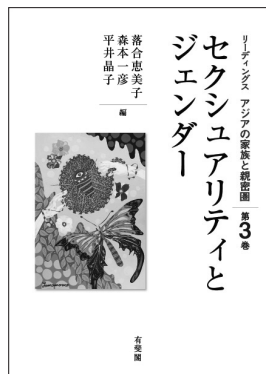 リーディングス アジアの家族と親密圏 第3巻
セクシュアリティと
ジェンダー
落合恵美子
森本一彦
平井晶子
編
有斐閣